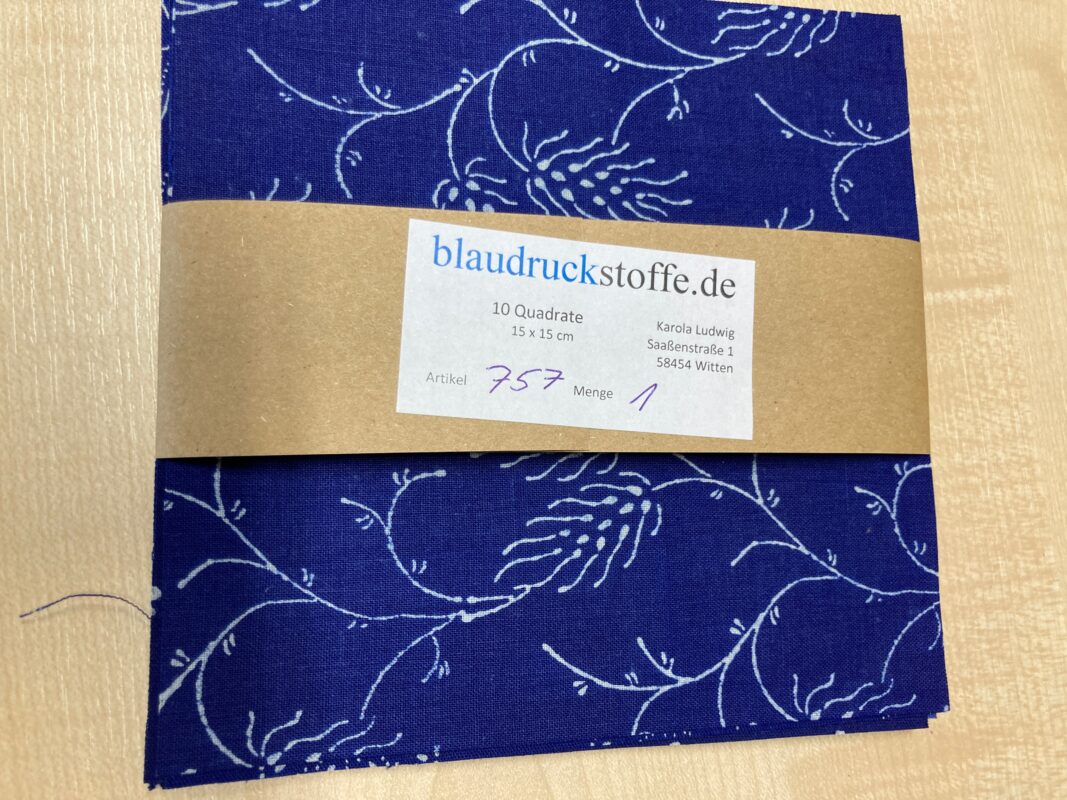 blaudruckstoffe.de
10 Quadrate
15 x 15 cm
Karola Ludwig
Saaßenstraße 1
58454 Witten
Artikel 757 Menge 1